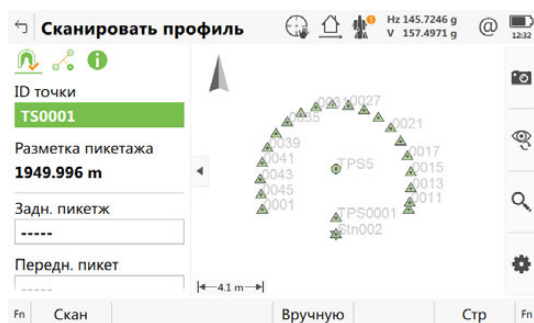 Сканировать профиль
Hz 145.7246 g
V 157.4971 g
@
12:32
ID точки
TS0001
Разметка пикетажа
1949.996 m
Задн. пикетж
-----
Передн. пикет
-----
0027
0021
0039
0017
0041
TPS5
0015
0043
0013
0045
0011
0001
TPS0001
Stn002
4.1 m
Fn Скан Вручную Стр Fn